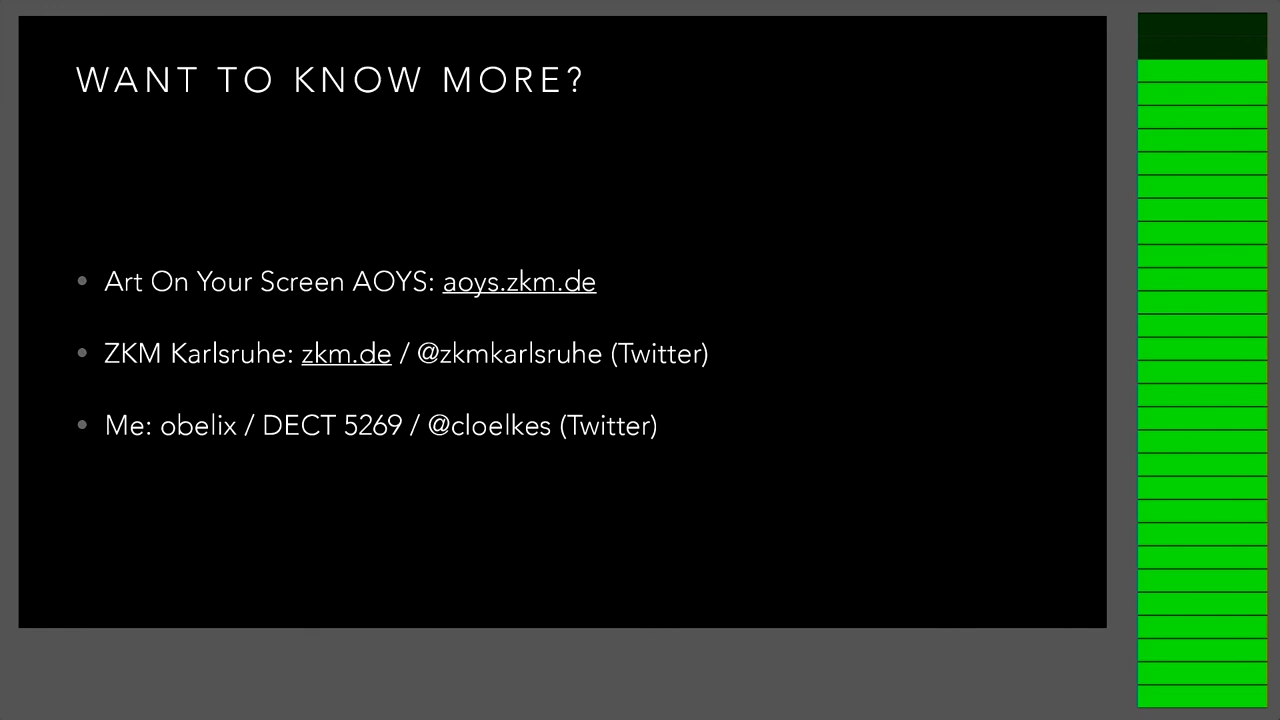 WANT TO KNOW MORE?
• Art On Your Screen AOYS: aoys.zkm.de
• ZKM Karlsruhe: zkm.de / @zkmkarlsruhe (Twitter)
• Me: obelix / DECT 5269 / @cloelkes (Twitter)